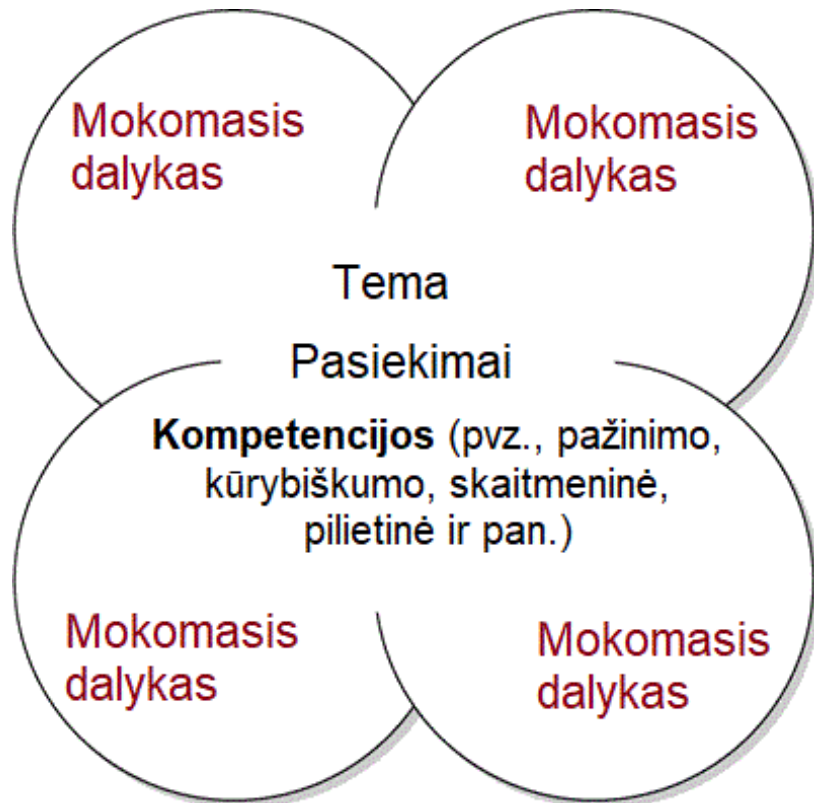 Mokomasis
dalykas
Mokomasis
dalykas
Tema
Pasiekimai
Kompetencijos (pvz., pažinimo,
kūrybiškumo, skaitmeninė,
pilietinė ir pan.)
Mokomasis
dalykas
Mokomasis
dalykas